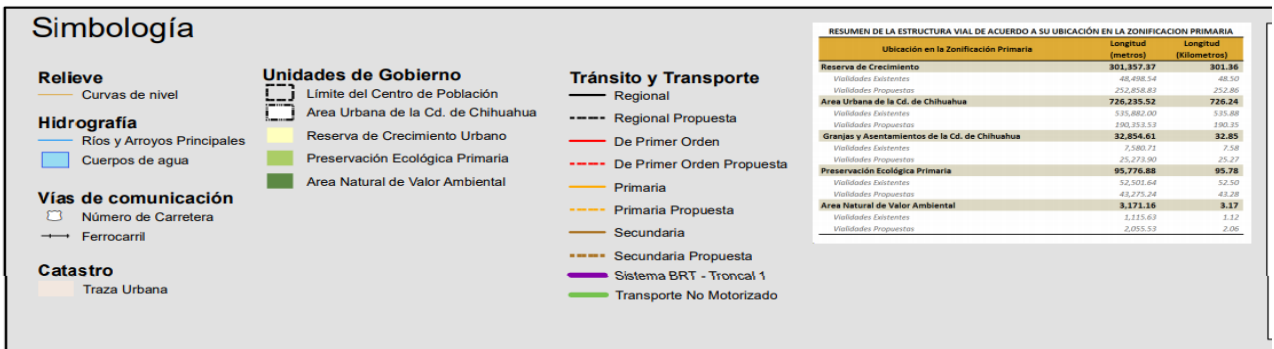 Simbología
Relieve
Curvas de nivel
Hidrografía
Ríos y Arroyos Principales
Cuerpos de agua
Vías de comunicación
Número de Carretera
Ferrocarril
Catastro
Traza Urbana
Unidades de Gobierno
Límite del Centro de Población
Area Urbana de la Cd. de Chihuahua
Reserva de Crecimiento Urbano
Preservación Ecológica Primaria
Area Natural de Valor Ambiental
Tránsito y Transporte
Regional
Regional Propuesta
De Primer Orden
De Primer Orden Propuesta
Primaria
Primaria Propuesta
Secundaria
Secundaria Propuesta
Sistema BRT - Troncal 1
Transporte No Motorizado
RESUMEN DE LA ESTRUCTURA VIAL DE ACUERDO A SU UBICACIÓN EN LA ZONIFICACION PRIMARIA
Ubicación en la Zonificación Primaria Longitud (metros) Longitud (Kilometros)
Reserva de Crecimiento 301,357.37 301.36
Vialidades Existentes 48,498.54 48.50
Vialidades Propuestas 252,858.83 252.86
Area Urbana de la Cd. de Chihuahua 726,235.52 726.24
Vialidades Existentes 535,882.00 535.88
Vialidades Propuestas 190,353.53 190.35
Granjas y Asentamientos de la Cd. de Chihuahua 32,854.61 32.85
Vialidades Existentes 7,580.71 7.58
Vialidades Propuestas 25,273.90 25.27
Preservación Ecológica Primaria 95,776.88 95.78
Vialidades Existentes 52,501.64 52.50
Vialidades Propuestas 43,275.24 43.28
Area Natural de Valor Ambiental 3,171.16 3.17
Vialidades Existentes 1,115.63 1.12
Vialidades Propuestas 2,055.53 2.06